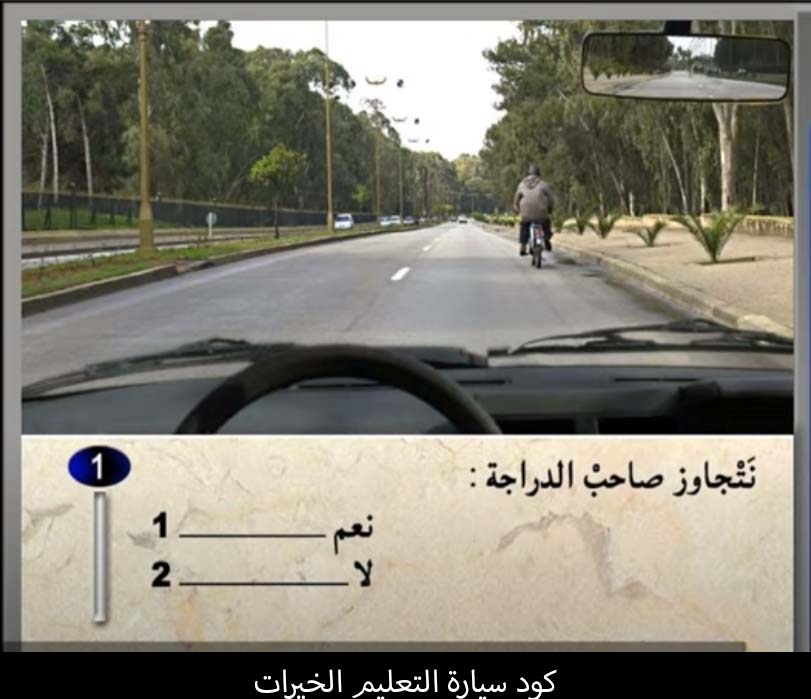 1
نَتْجاوز صاحبْ الدراجة :
نعم 1
لا 2
كود سيارة التعليم الخيرات